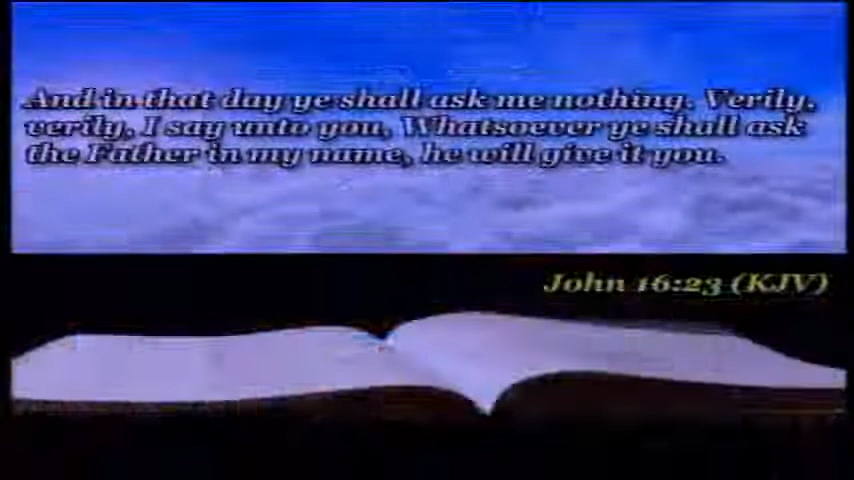 And in that day ye shall ask me nothing. Verily,
verily, I say unto you, Whatsoever ye shall ask
the Father in my name, he will give it you.
John 16:23 (KJV)